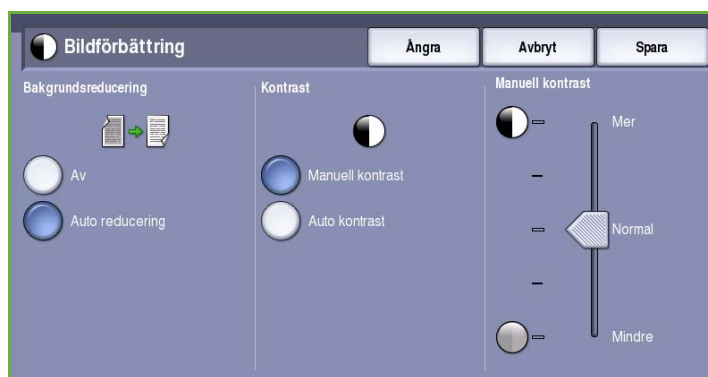 Bildförbättring
Ångra
Avbryt
Spara
Bakgrundsreducering
Av
Auto reducering
Kontrast
Manuell kontrast
Auto kontrast
Manuell kontrast
Mer
Normal
Mindre